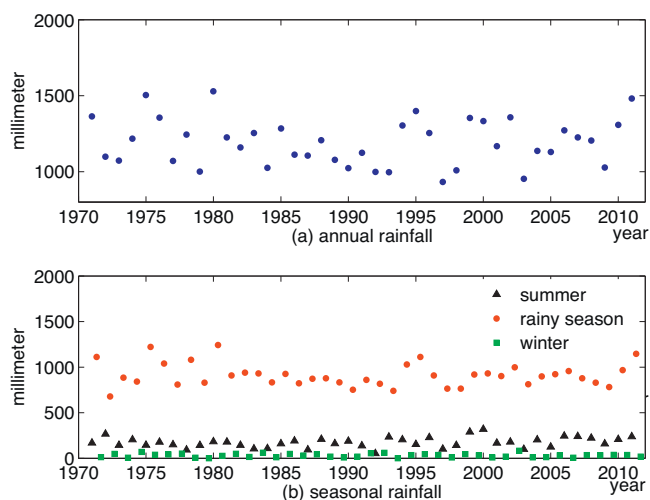 2000
1500
1000
millimeter
1970 1975 1980 1985 1990 1995 2000 2005 2010
(a) annual rainfall
year
2000
1500
1000
500
0
millimeter
summer
rainy season
winter
1970 1975 1980 1985 1990 1995 2000 2005 2010
(b) seasonal rainfall
year